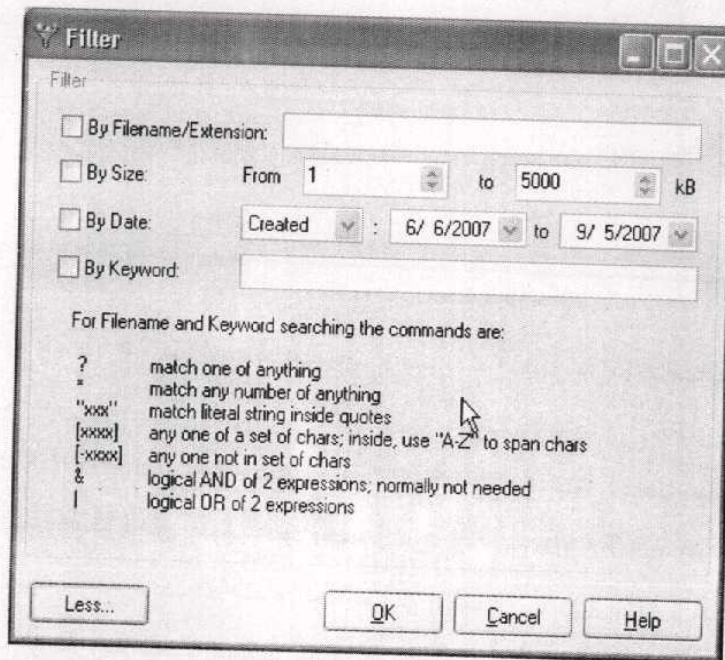 Filter
Filter
By Filename/Extension:
By Size: From 1 to 5000 kB
By Date: Created : 6/ 6/2007 to 9/ 5/2007
By Keyword:
For Filename and Keyword searching the commands are:
? match one of anything
* match any number of anything
"xxx" match literal string inside quotes
[xxxx] any one of a set of chars; inside, use "A-Z" to span chars
[-xxxx] any one not in set of chars
& logical AND of 2 expressions; normally not needed
| logical OR of 2 expressions
Less... OK Cancel Help